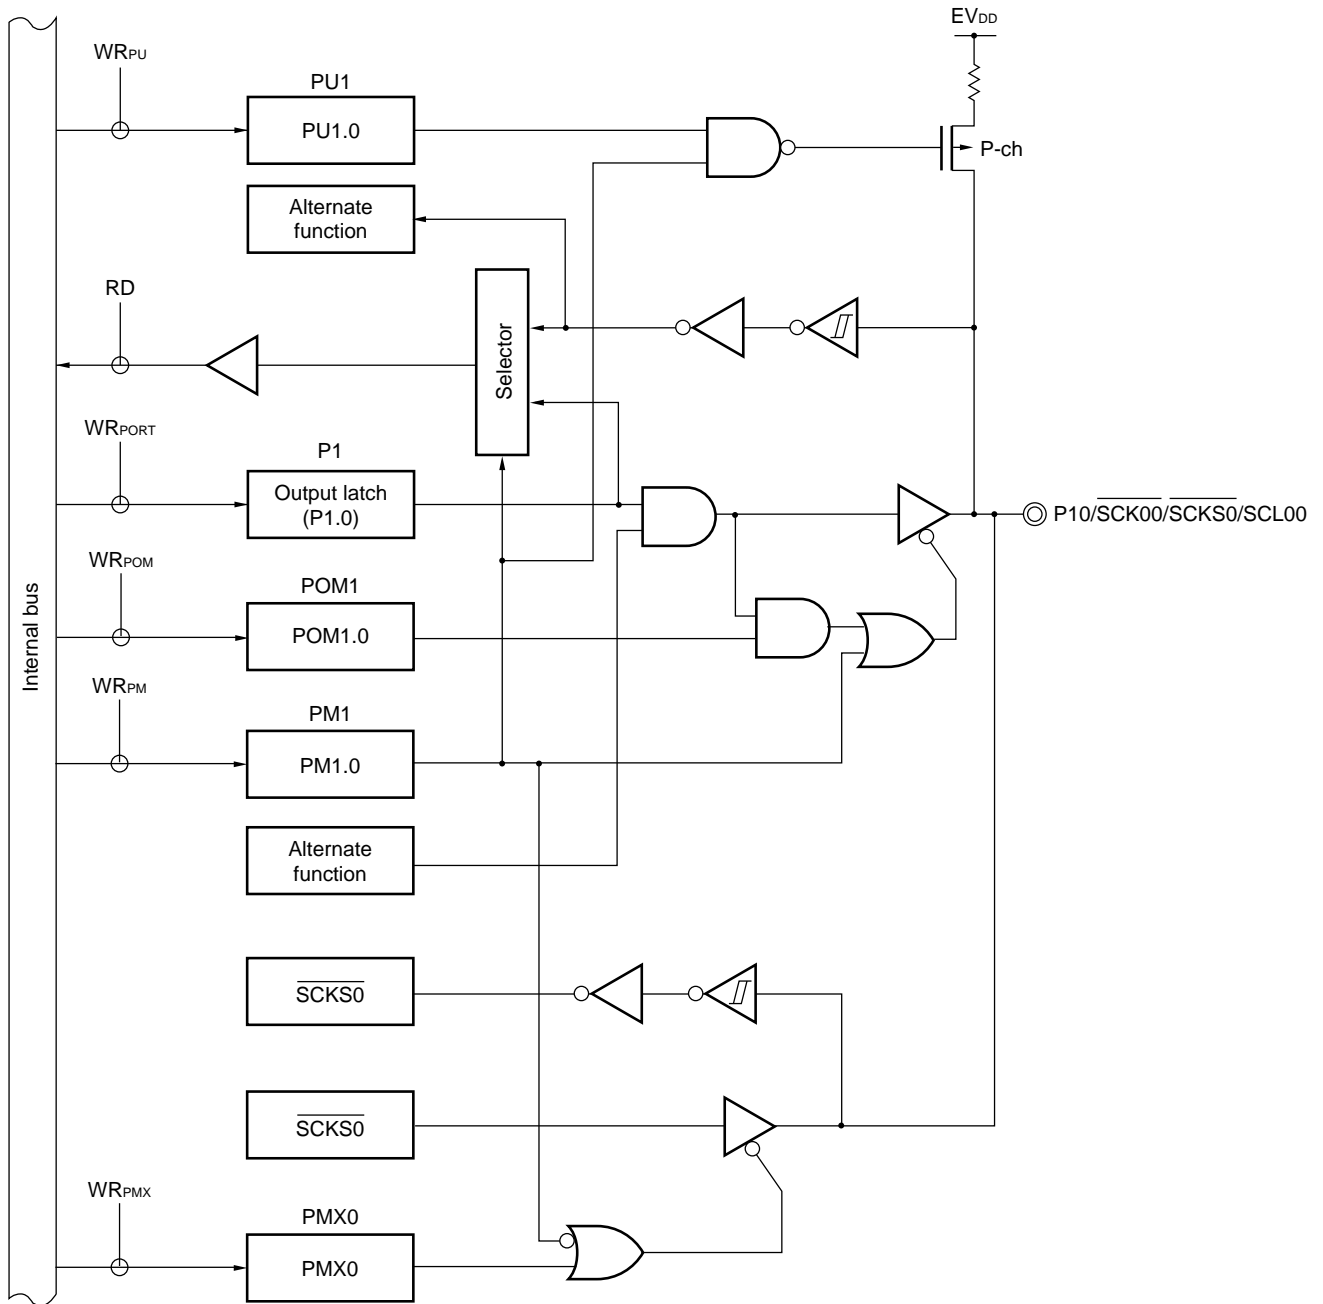 EVDD
WRPU
PU1
PU1.0
P-ch
Alternate
function
RD
Selector
WRPORT
P1
Output latch
(P1.0)
P10/SCK00/SCKS0/SCL00
WRPOM
POM1
POM1.0
Internal bus
WRPM
PM1
PM1.0
Alternate
function
SCKS0
SCKS0
WRPMX
PMX0
PMX0